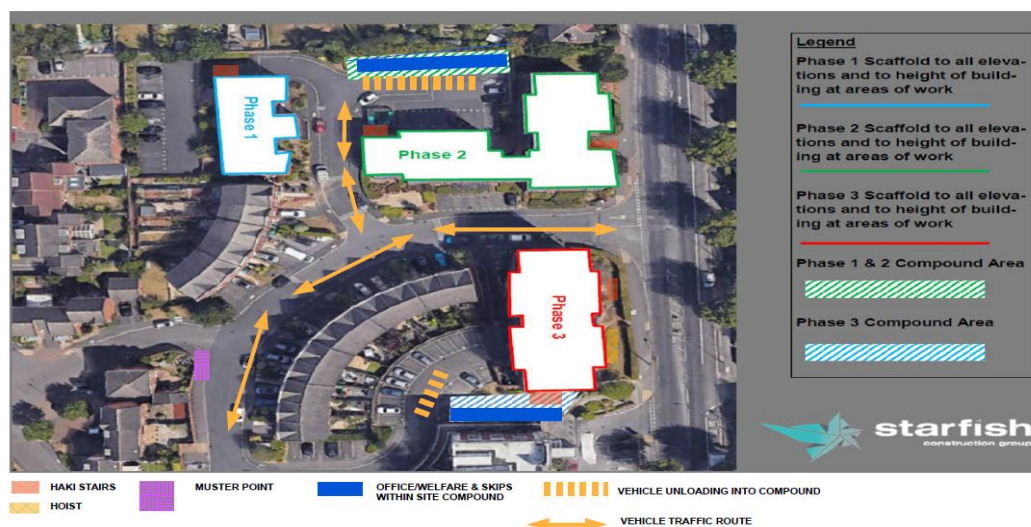 Phase 1
Phase 2
Phase 3
Legend
Phase 1 Scaffold to all eleva-
tions and to height of build-
ing at areas of work
Phase 2 Scaffold to all eleva-
tions and to height of build-
ing at areas of work
Phase 3 Scaffold to all eleva-
tions and to height of build-
ing at areas of work
Phase 1 & 2 Compound Area
Phase 3 Compound Area
starfish
construction group
HAKI STAIRS
HOIST
MUSTER POINT
OFFICE/WELFARE & SKIPS
WITHIN SITE COMPOUND
VEHICLE UNLOADING INTO COMPOUND
VEHICLE TRAFFIC ROUTE